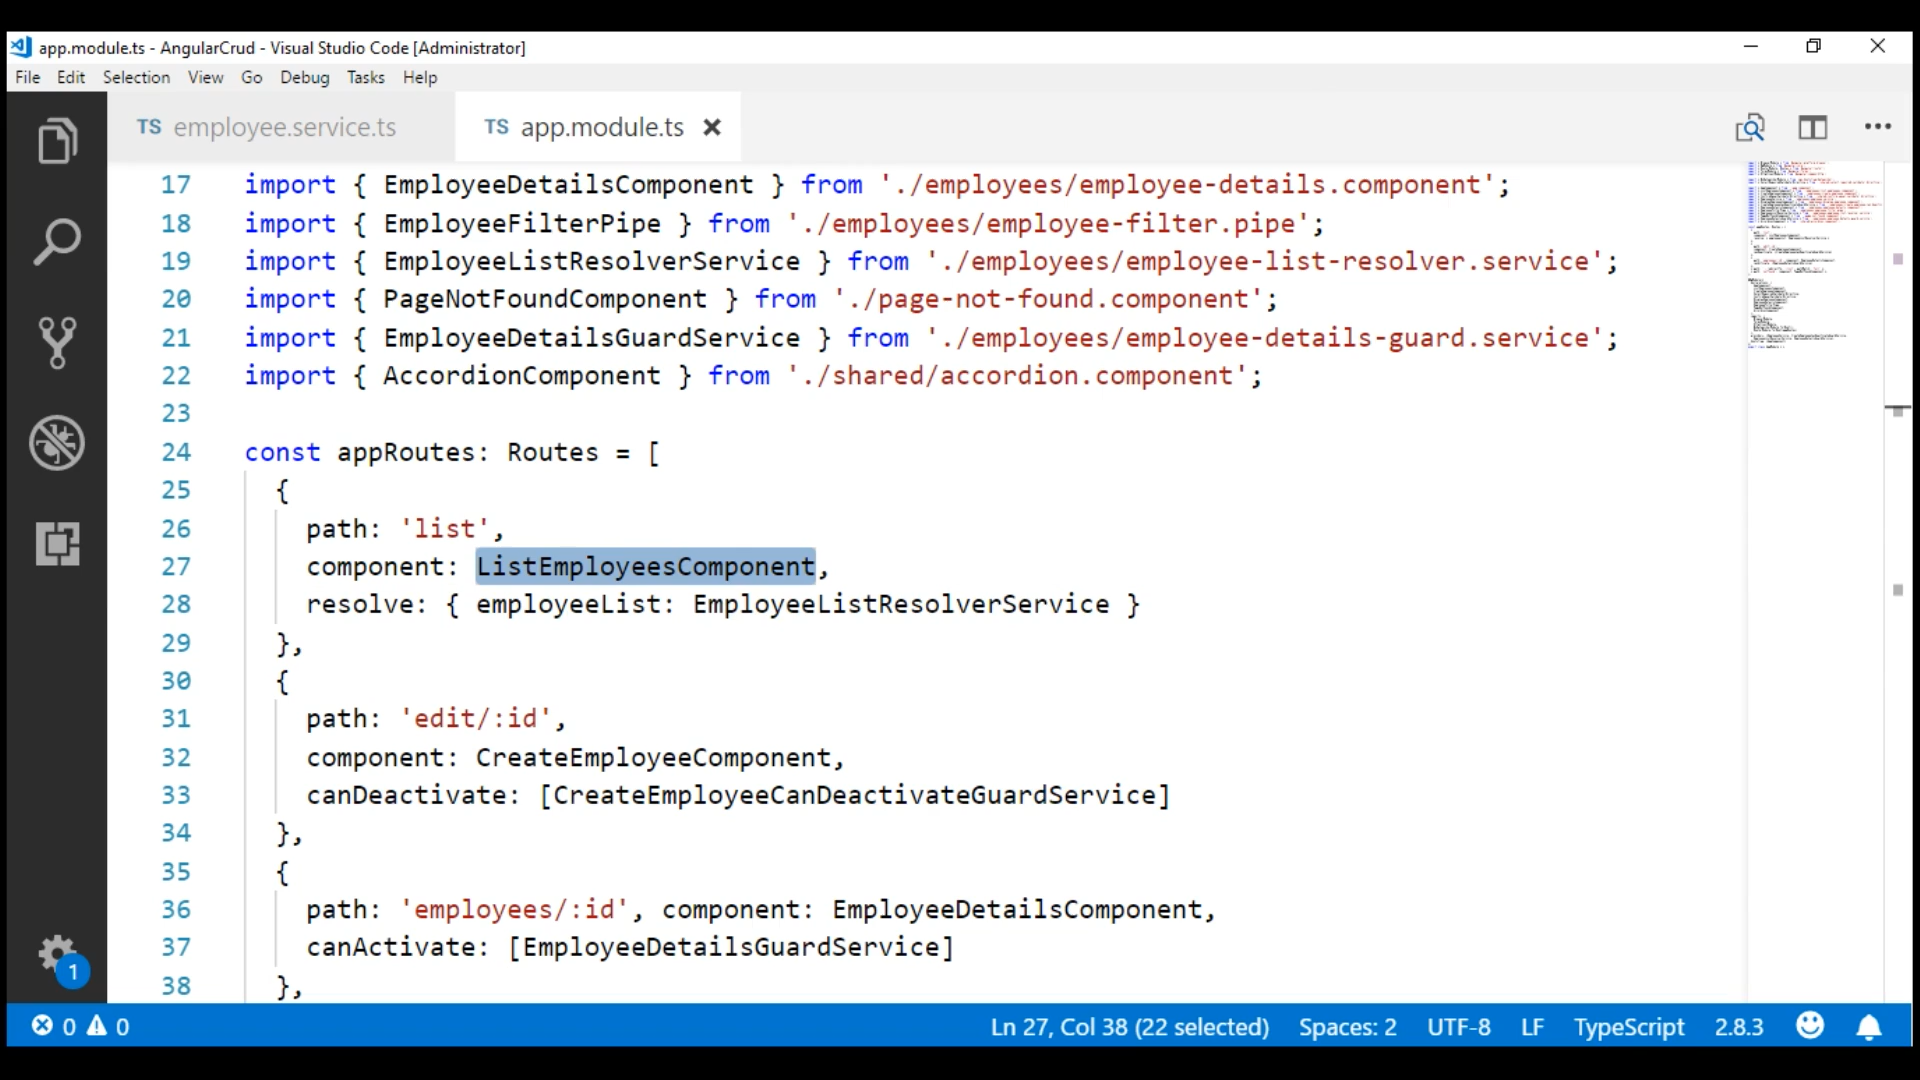 app.module.ts - AngularCrud - Visual Studio Code [Administrator]
File Edit Selection View Go Debug Tasks Help
TS employee.service.ts TS app.module.ts
17 import { EmployeeDetailsComponent } from './employees/employee-details.component';
18 import { EmployeeFilterPipe } from './employees/employee-filter.pipe';
19 import { EmployeeListResolverService } from './employees/employee-list-resolver.service';
20 import { PageNotFoundComponent } from './page-not-found.component';
21 import { EmployeeDetailsGuardService } from './employees/employee-details-guard.service';
22 import { AccordionComponent } from './shared/accordion.component';
23
24 const appRoutes: Routes = [
25 {
26 path: 'list',
27 component: ListEmployeesComponent,
28 resolve: { employeeList: EmployeeListResolverService }
29 },
30 {
31 path: 'edit/:id',
32 component: CreateEmployeeComponent,
33 canDeactivate: [CreateEmployeeCanDeactivateGuardService]
34 },
35 {
36 path: 'employees/:id', component: EmployeeDetailsComponent,
37 canActivate: [EmployeeDetailsGuardService]
38 },
1
0 0 Ln 27, Col 38 (22 selected) Spaces: 2 UTF-8 LF TypeScript 2.8.3